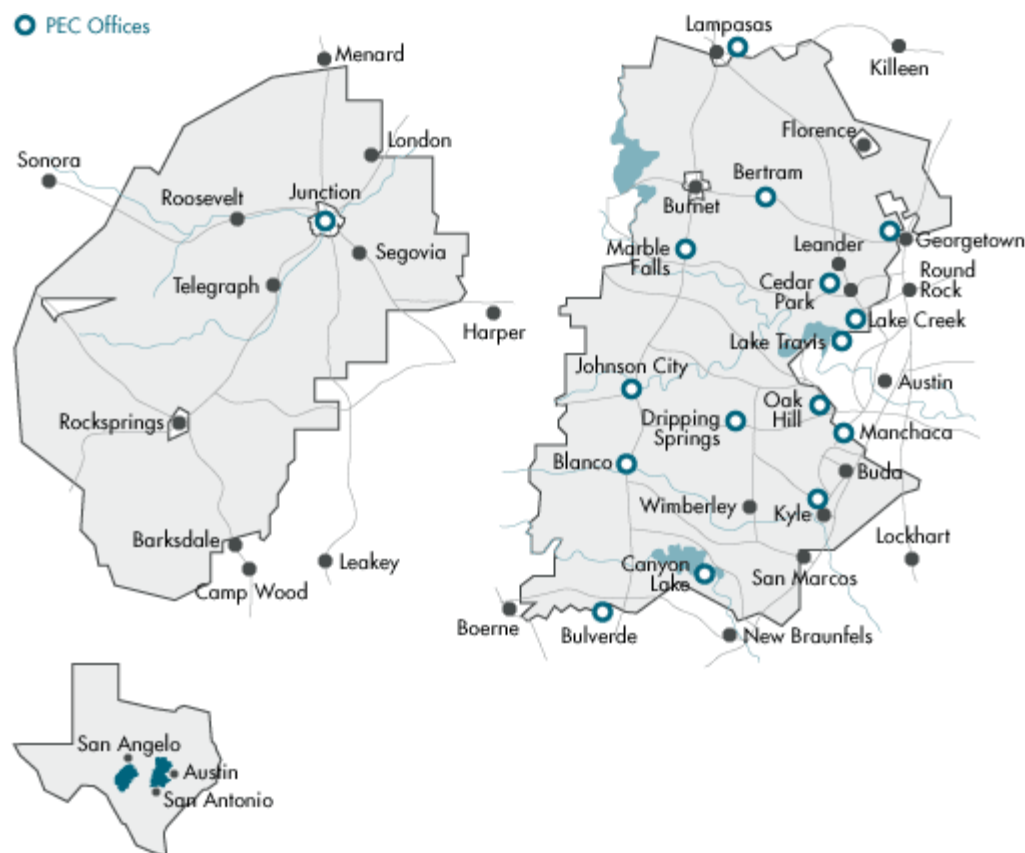 PEC Offices
Menard
London
Sonora
Roosevelt
Junction
Segovia
Telegraph
Harper
Rocksprings
Barksdale
Camp Wood
Leakey
Lampasas
Killeen
Florence
Bertram
Burnet
Marble
Falls
Leander
Georgetown
Cedar
Park
Round
Rock
Lake Creek
Lake Travis
Johnson City
Austin
Oak
Hill
Dripping
Springs
Manchaca
Blanco
Buda
Wimberley
Kyle
Lockhart
Canyon
Lake
San Marcos
Boerne
Bulverde
New Braunfels
San Angelo
Austin
San Antonio